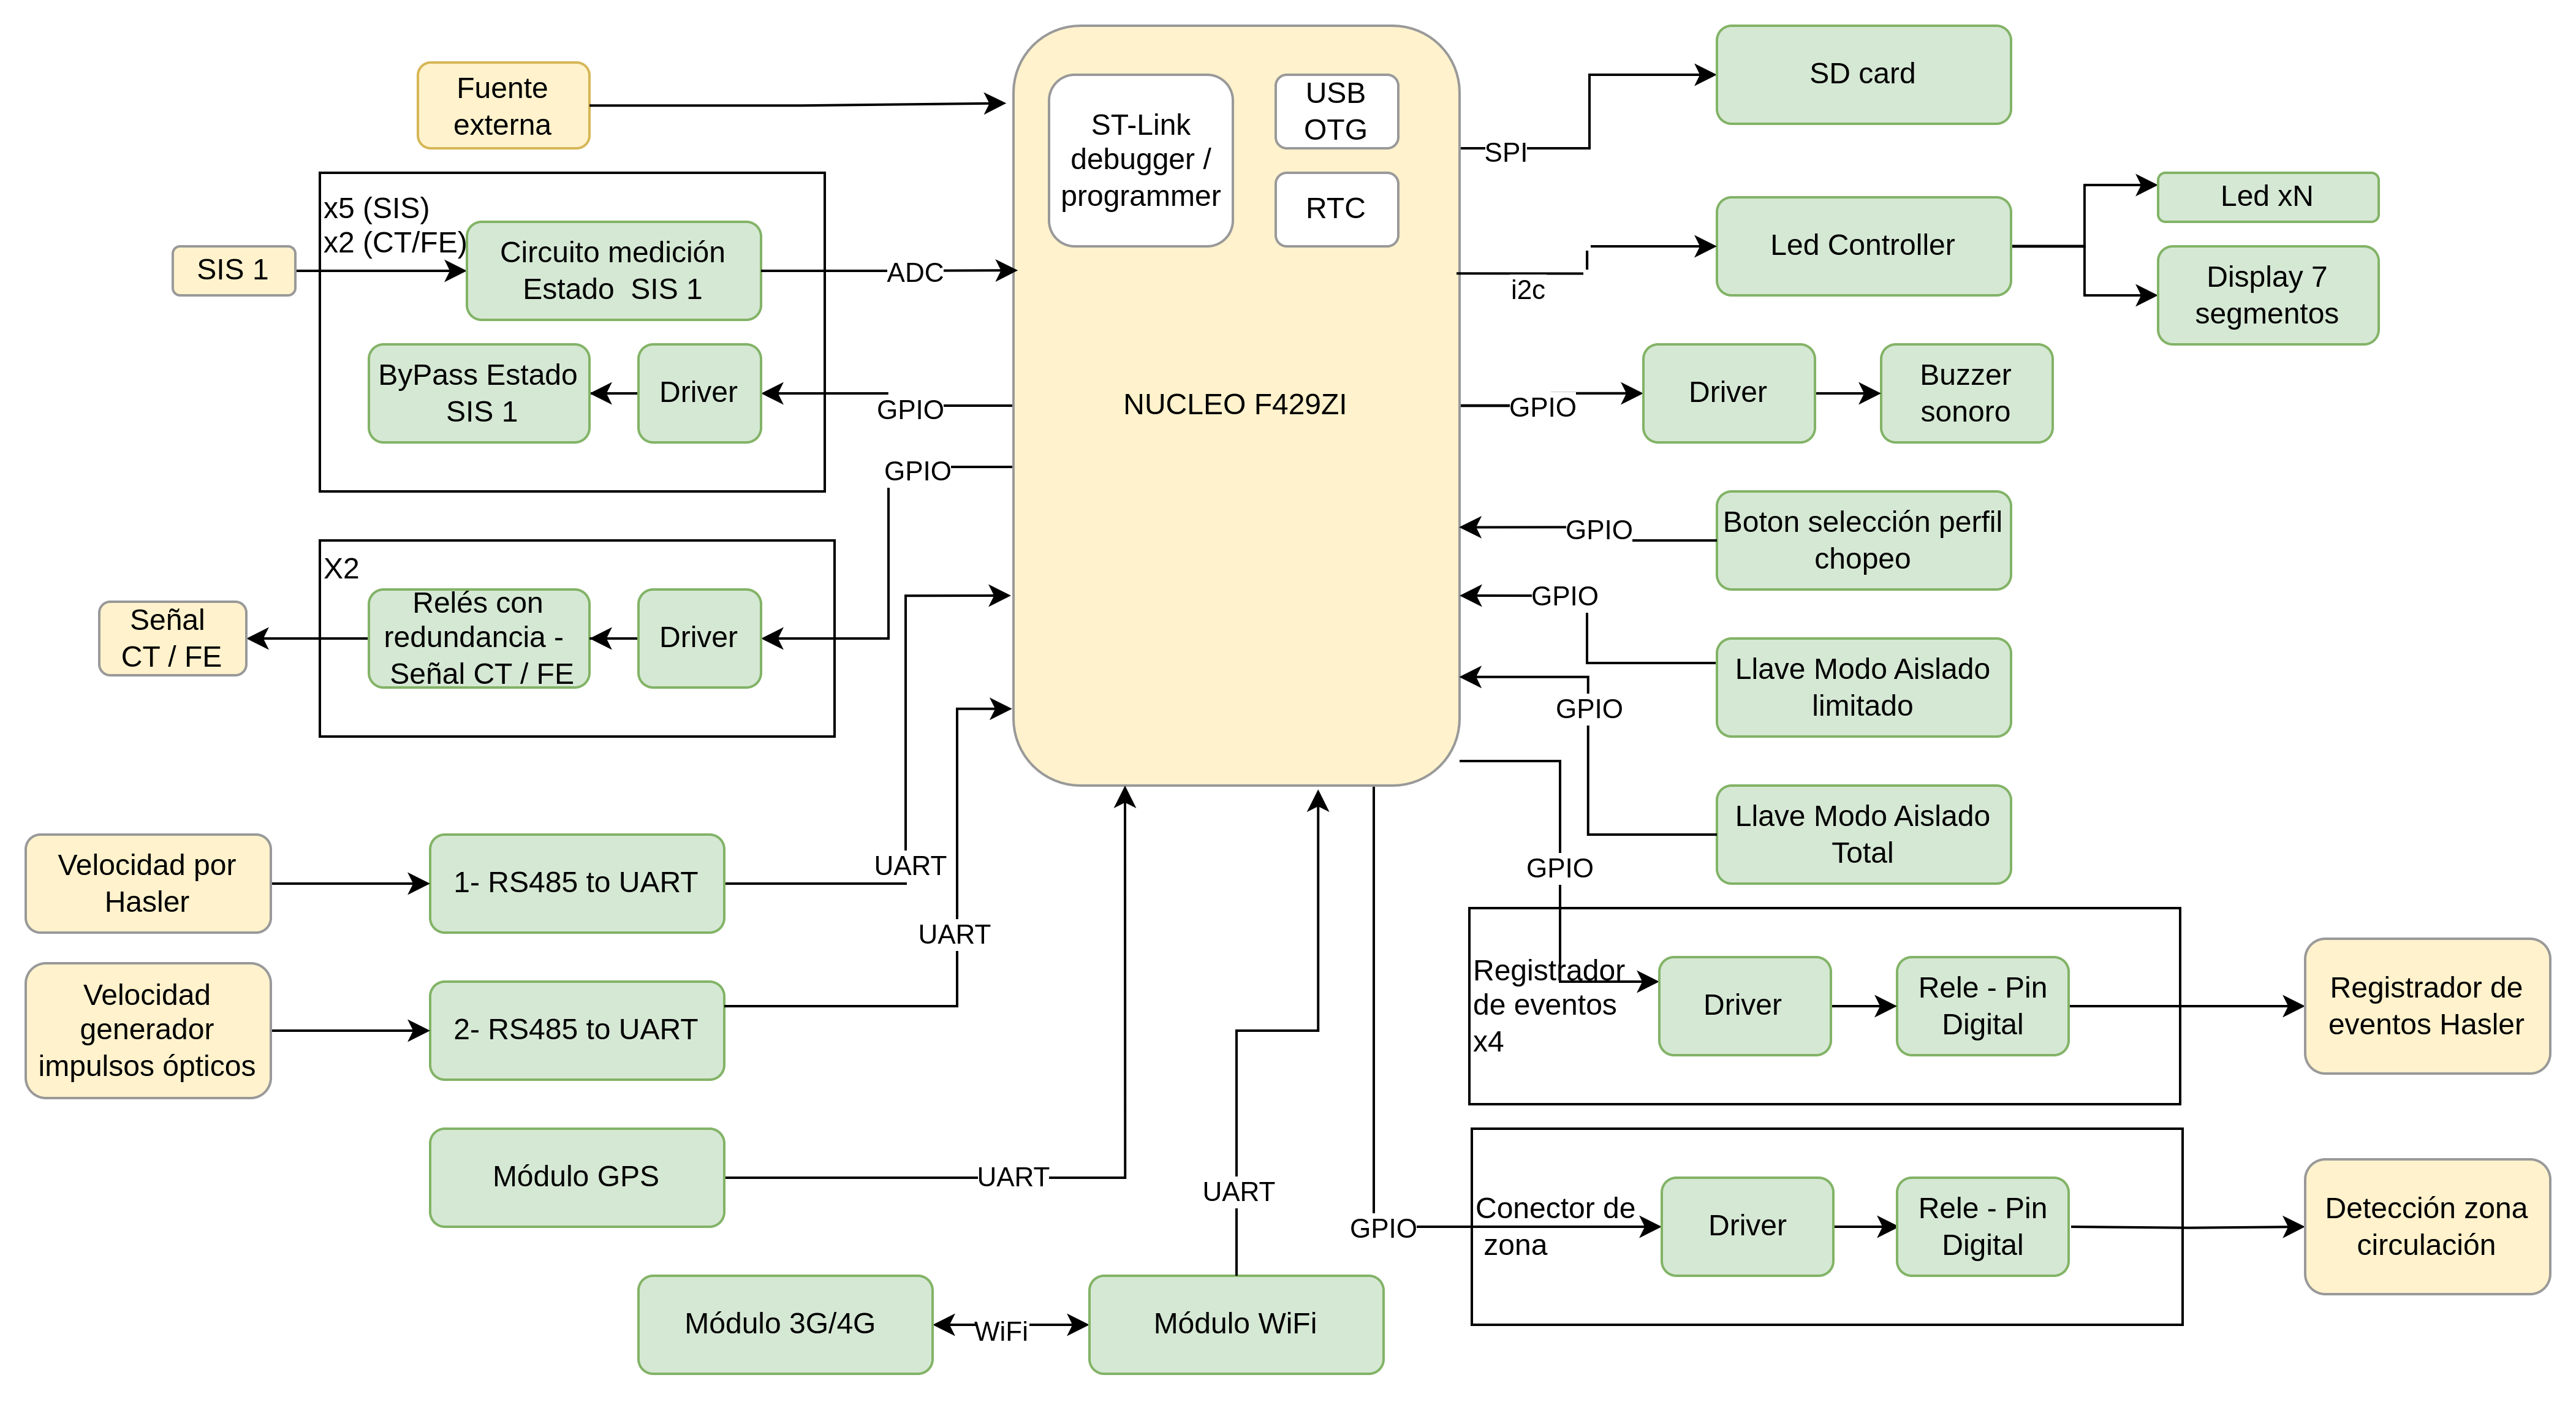 Fuente
externa
x5 (SIS)
x2 (CT/FE)
SIS 1
Circuito medición
Estado SIS 1
ADC
ByPass Estado
SIS 1
Driver
GPIO
GPIO
X2
Señal
CT / FE
Relés con
redundancia -
Señal CT / FE
Driver
Velocidad por
Hasler
1- RS485 to UART
UART
UART
Velocidad
generador
impulsos ópticos
2- RS485 to UART
Módulo GPS
UART
Módulo 3G/4G
WiFi
Módulo WiFi
UART
ST-Link
debugger /
programmer
USB
OTG
RTC
NUCLEO F429ZI
SPI
SD card
i2c
Led Controller
Led xN
Display 7
segmentos
GPIO
Driver
Buzzer
sonoro
GPIO
Boton selección perfil
chopeo
GPIO
Llave Modo Aislado
limitado
GPIO
Llave Modo Aislado
Total
GPIO
Registrador
de eventos
x4
Driver
Rele - Pin
Digital
Registrador de
eventos Hasler
GPIO
Conector de
zona
Driver
Rele - Pin
Digital
Detección zona
circulación